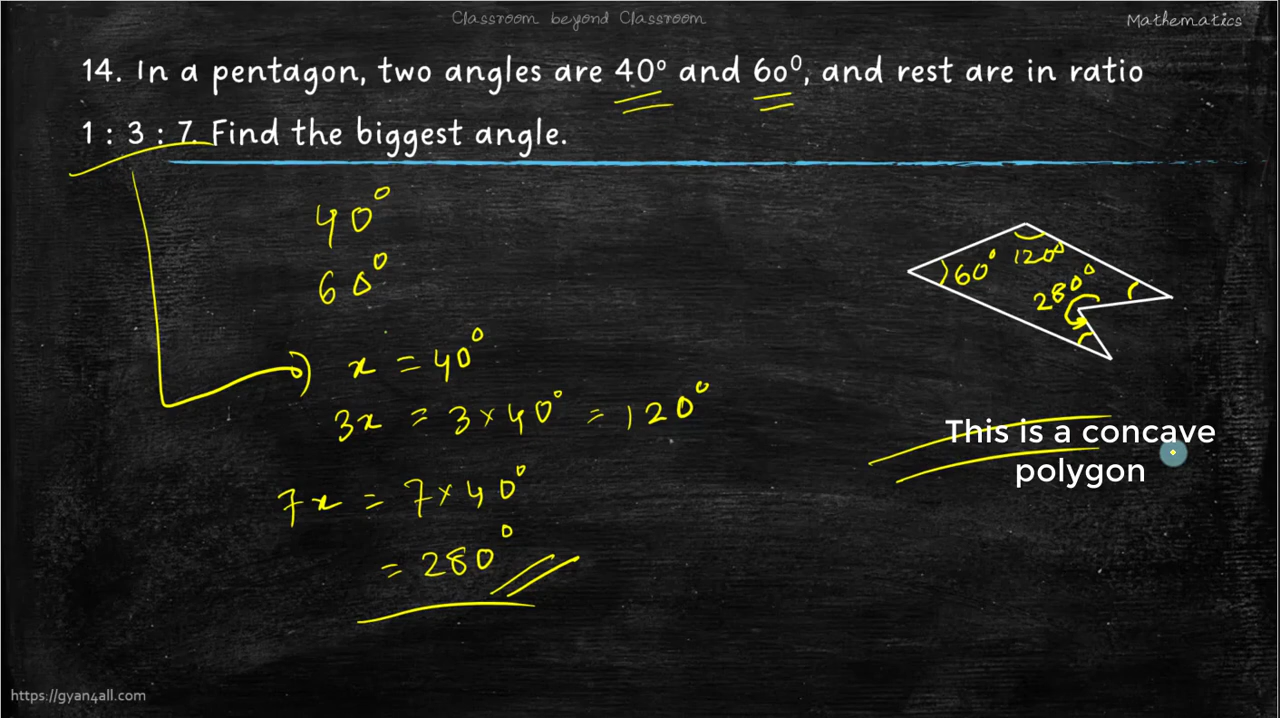 Classroom beyond Classroom
Mathematics
14. In a pentagon, two angles are 40° and 60°, and rest are in ratio
1 : 3 : 7. Find the biggest angle.
40°
60°
x = 40°
3x = 3 × 40° = 120°
7x = 7 × 40°
= 280°
60°
120°
280°
This is a concave
polygon
https://gyan4all.com